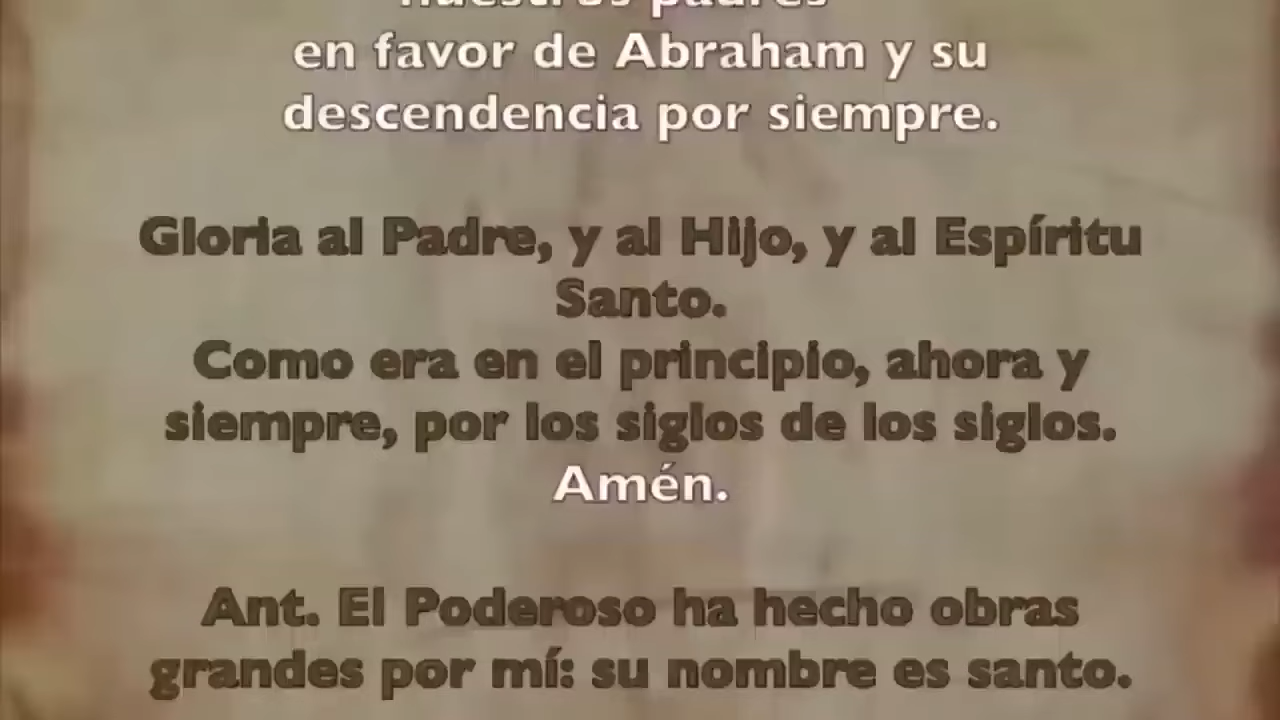 nuestros padres
en favor de Abraham y su
descendencia por siempre.
Gloria al Padre, y al Hijo, y al Espíritu
Santo.
Como era en el principio, ahora y
siempre, por los siglos de los siglos.
Amén.
Ant. El Poderoso ha hecho obras
grandes por mí: su nombre es santo.